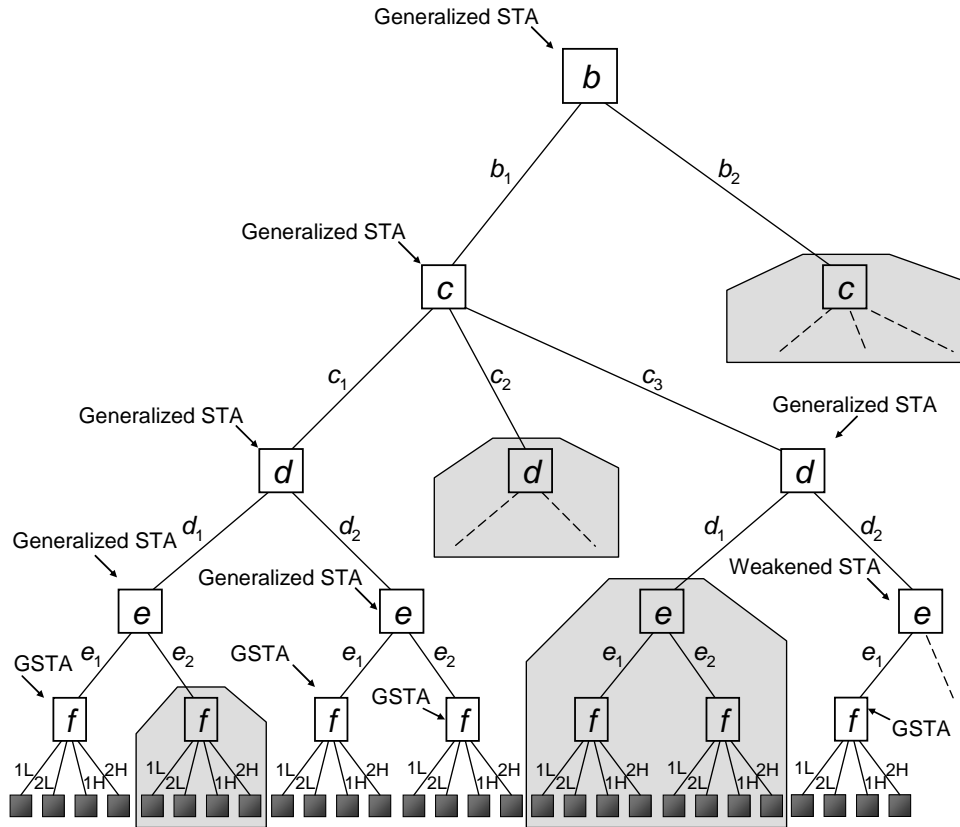 Generalized STA
b
b1
b2
Generalized STA
c
c
c1
c2
c3
Generalized STA
Generalized STA
d
d
d
d1
d2
d1
d2
Generalized STA
Generalized STA
Weakened STA
e
e
e
e
e1
e2
e1
e2
e1
e2
e1
GSTA
GSTA
GSTA
GSTA
f
f
f
f
f
f
f
1L 2L 1H 2H
1L 2L 1H 2H
1L 2L 1H 2H
1L 2L 1H 2H
1L 2L 1H 2H
1L 2L 1H 2H
1L 2L 1H 2H